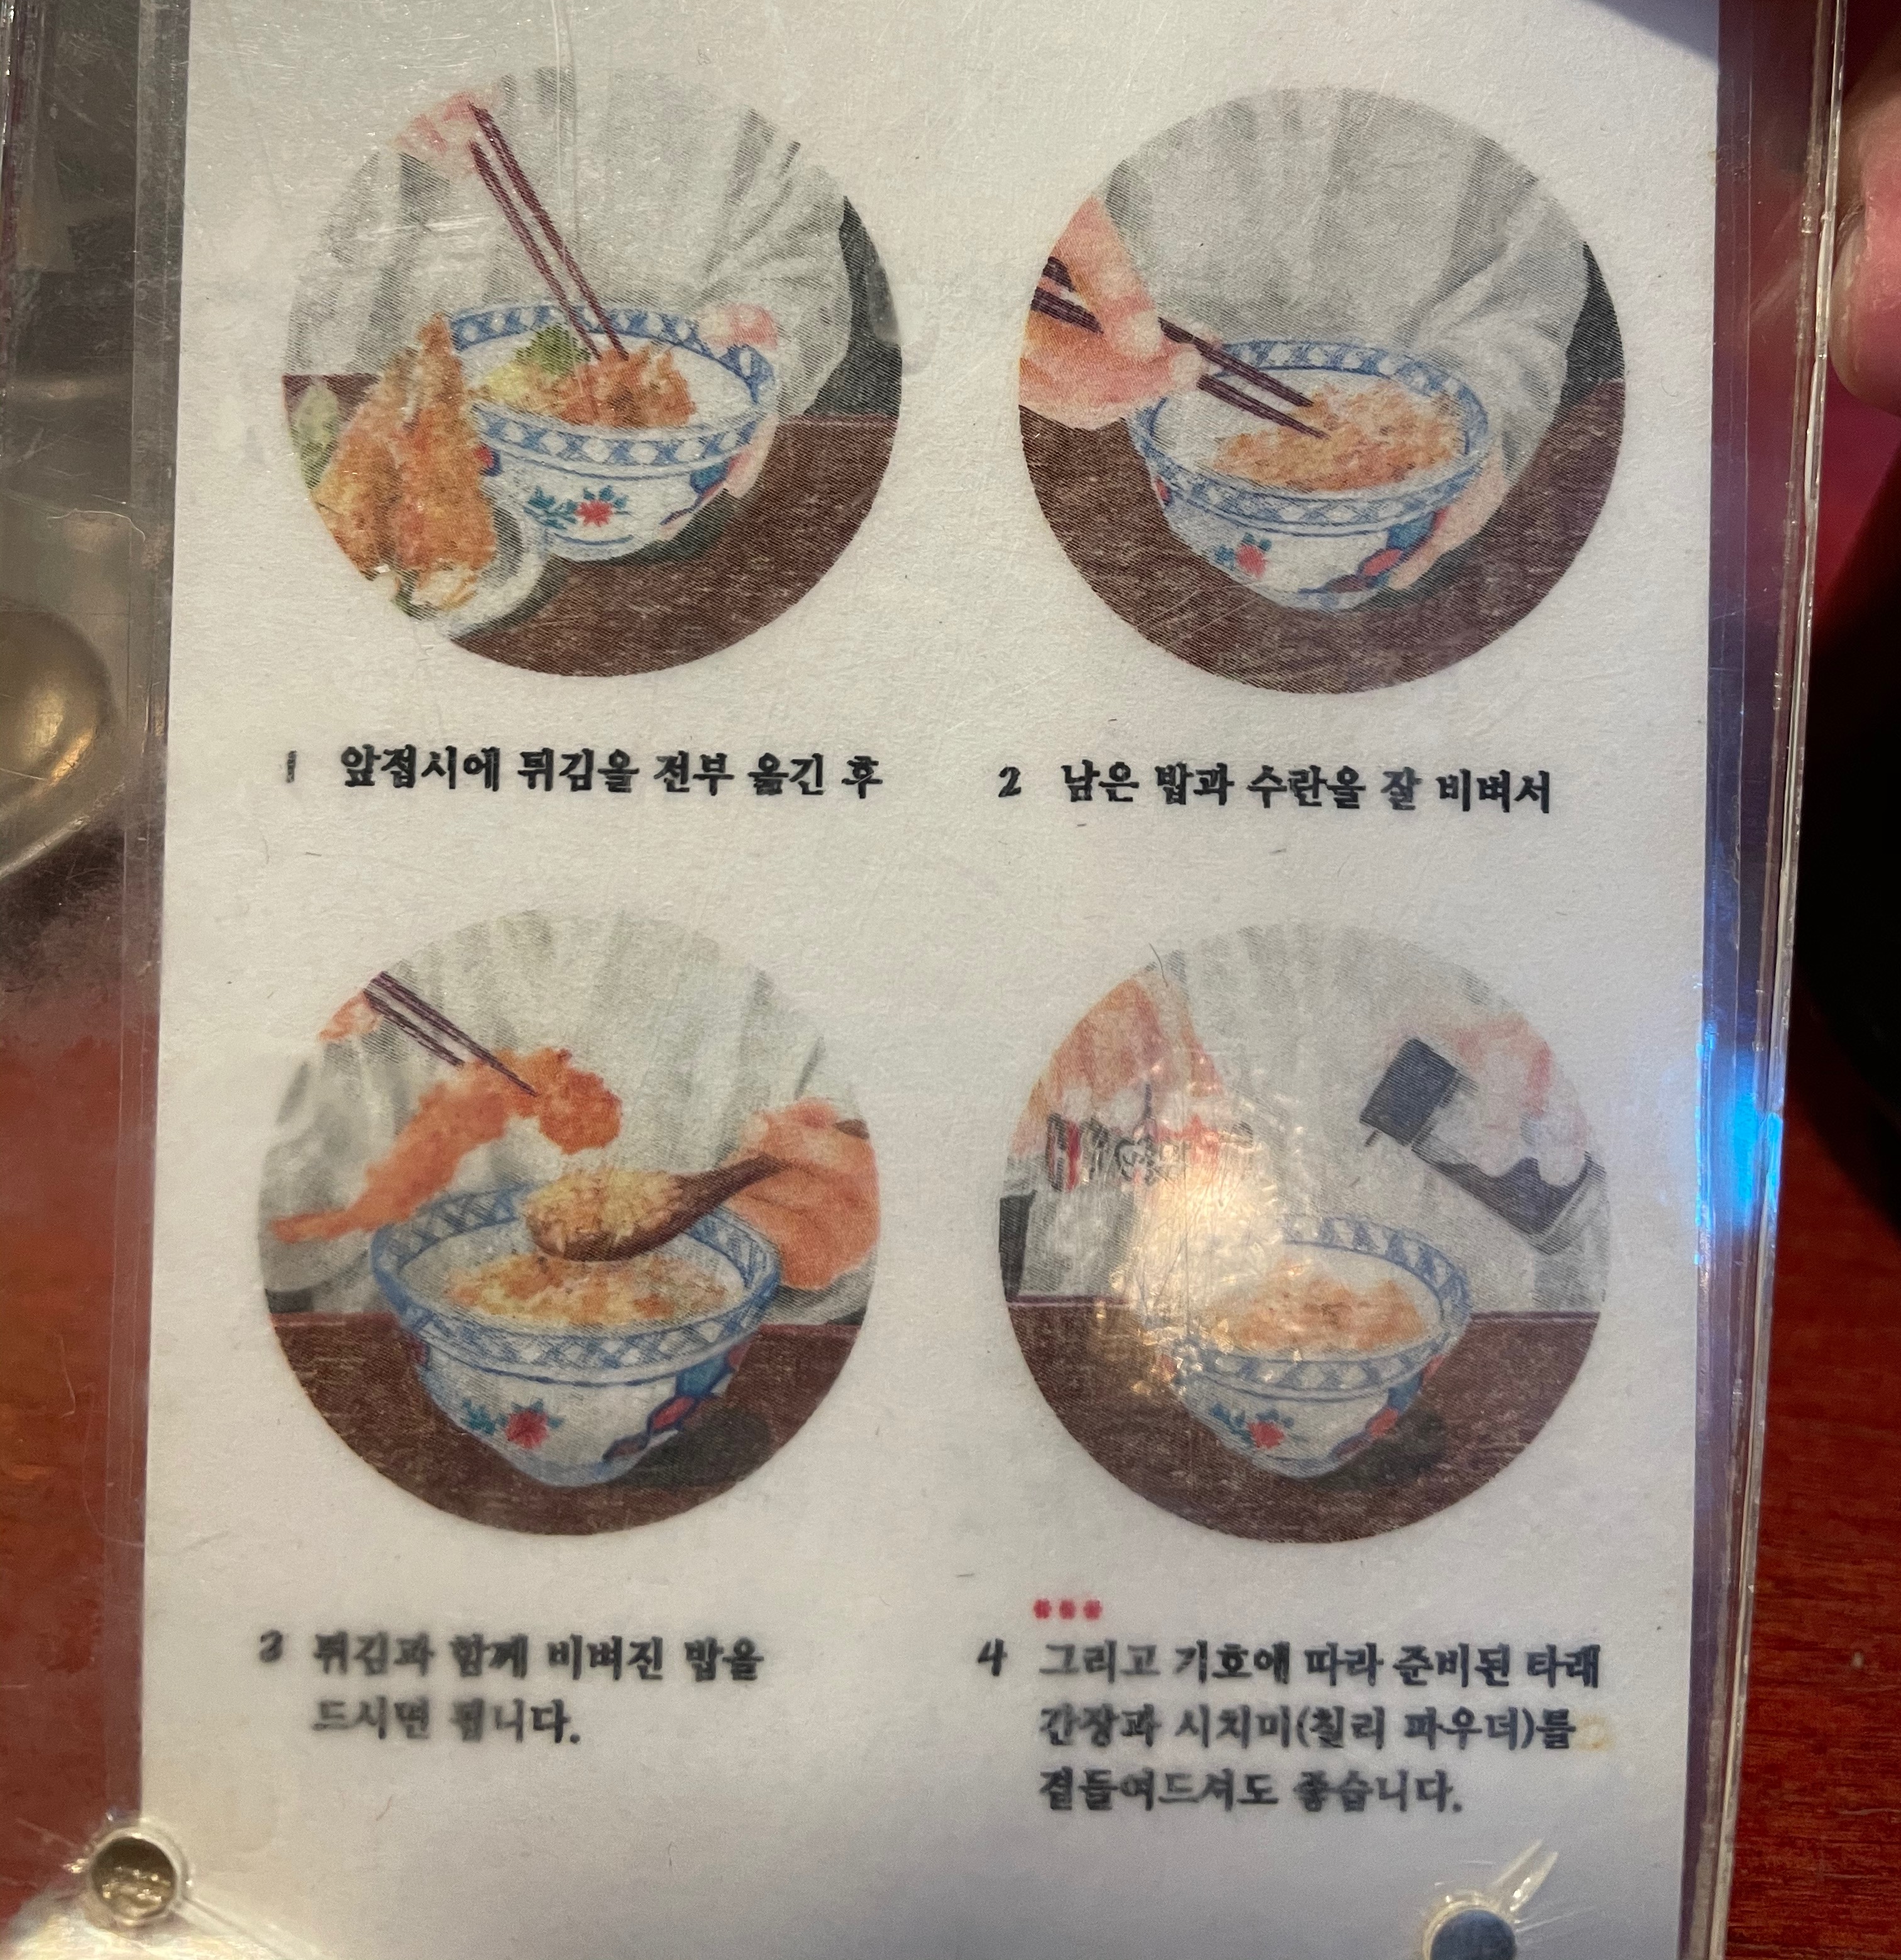 1 앞접시에 튀김을 전부 옮긴 후
2 남은 밥과 수란을 잘 비벼서
3 튀김과 함께 비벼진 밥을
드시면 됩니다.
4 그리고 기호에 따라 준비된 타래
간장과 시치미(칠리 파우더)를
곁들여드셔도 좋습니다.